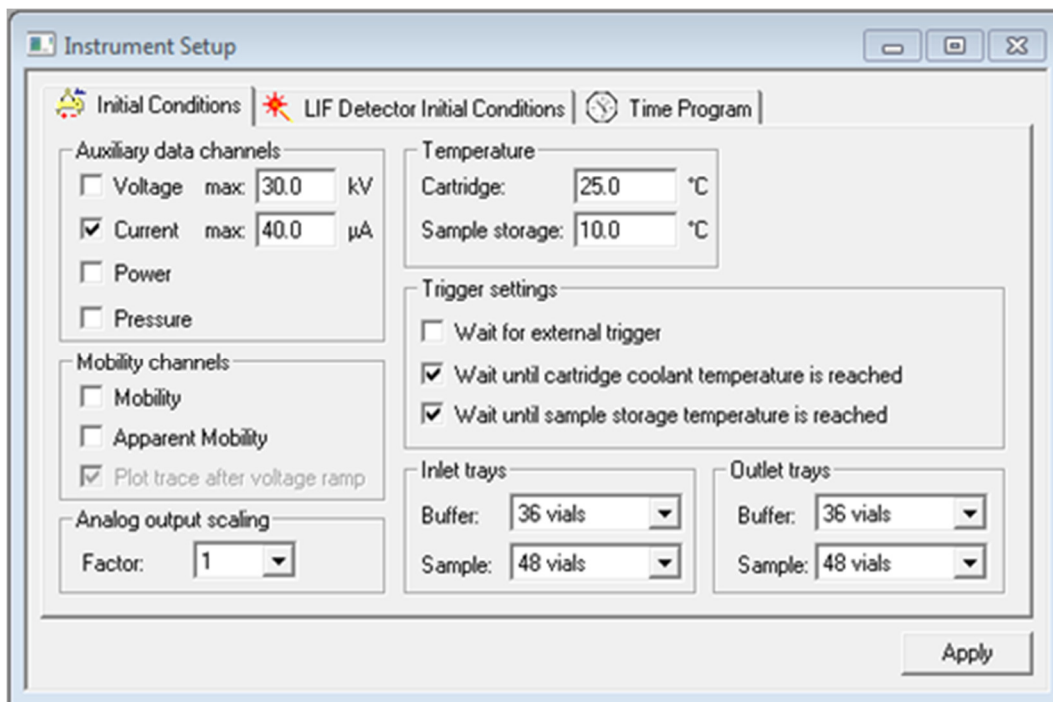 Instrument Setup
Initial Conditions
LIF Detector Initial Conditions
Time Program
Auxiliary data channels
Voltage max: 30.0 kV
Current max: 40.0 µA
Power
Pressure
Mobility channels
Mobility
Apparent Mobility
Plot trace after voltage ramp
Analog output scaling
Factor: 1
Temperature
Cartridge: 25.0 °C
Sample storage: 10.0 °C
Trigger settings
Wait for external trigger
Wait until cartridge coolant temperature is reached
Wait until sample storage temperature is reached
Inlet trays
Buffer: 36 vials
Sample: 48 vials
Outlet trays
Buffer: 36 vials
Sample: 48 vials
Apply